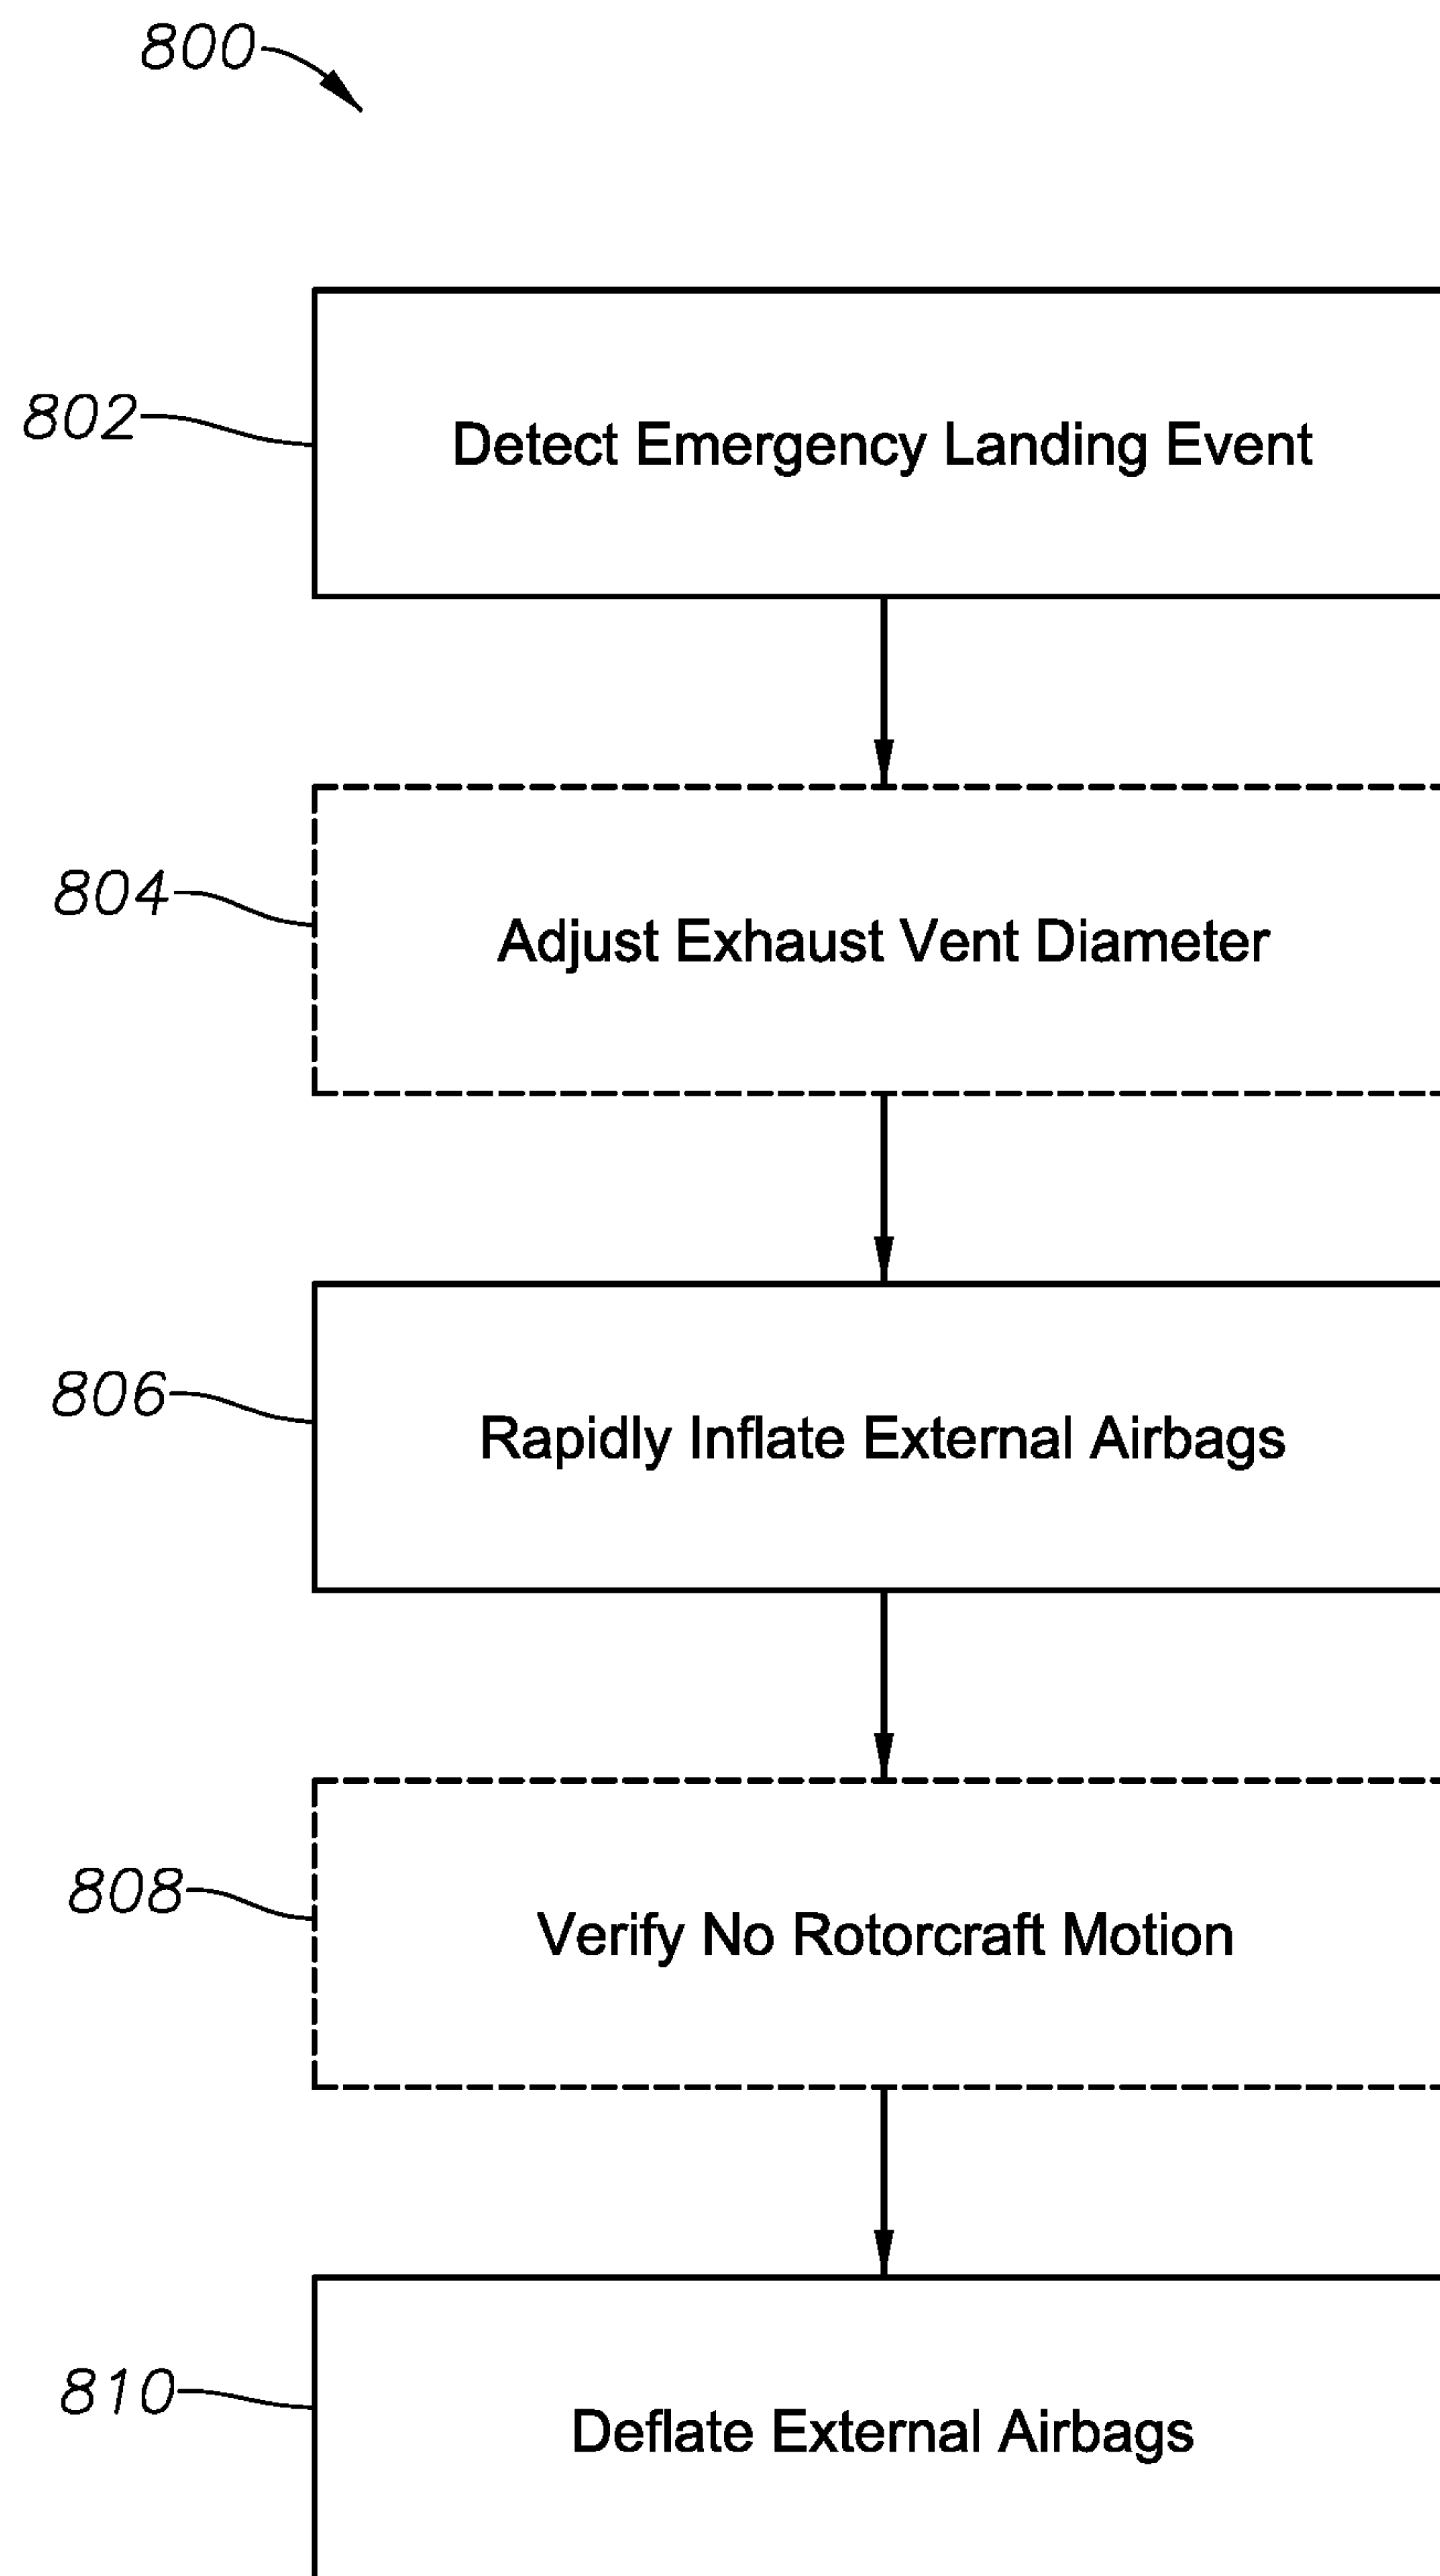 800
802
Detect Emergency Landing Event
804
Adjust Exhaust Vent Diameter
806
Rapidly Inflate External Airbags
808
Verify No Rotorcraft Motion
810
Deflate External Airbags